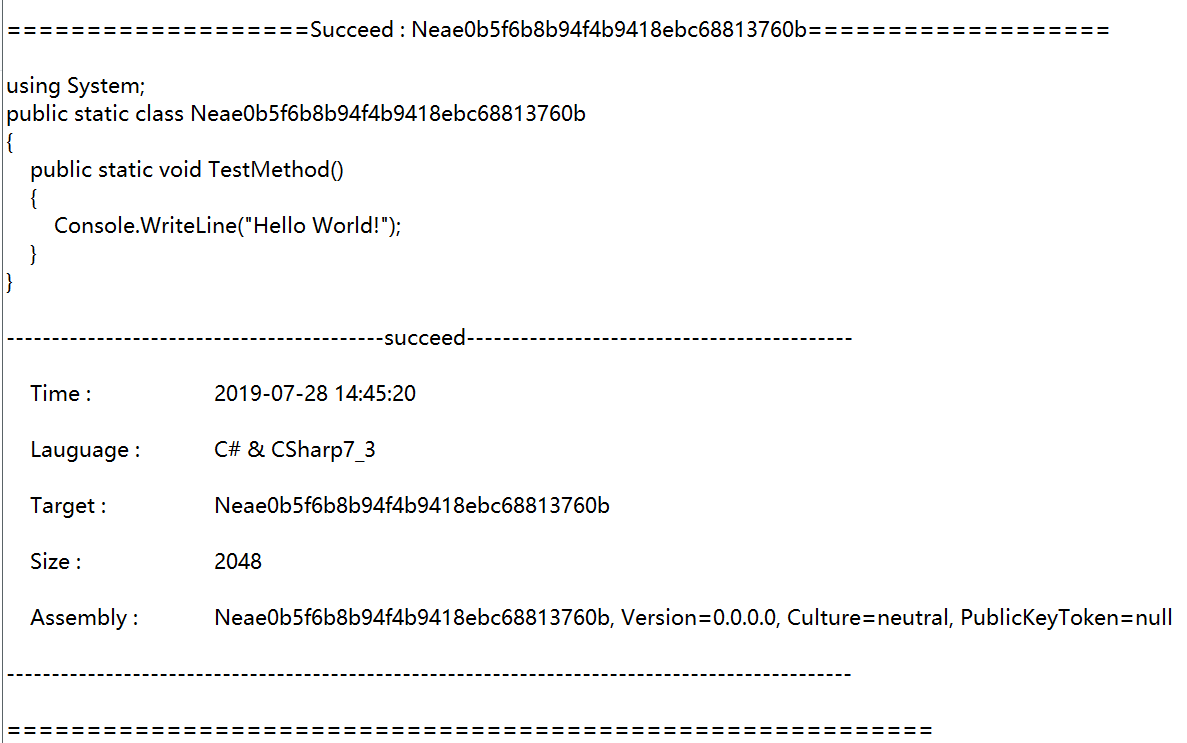 ===================Succeed : Neae0b5f6b8b94f4b9418ebc68813760b===================
using System;
public static class Neae0b5f6b8b94f4b9418ebc68813760b
{
    public static void TestMethod()
    {
        Console.WriteLine("Hello World!");
    }
}
------------------------------------------succeed-------------------------------------------
    Time :                    2019-07-28 14:45:20
    Lauguage :            C# & CSharp7_3
    Target :                  Neae0b5f6b8b94f4b9418ebc68813760b
    Size :                      2048
    Assembly :             Neae0b5f6b8b94f4b9418ebc68813760b, Version=0.0.0.0, Culture=neutral, PublicKeyToken=null
----------------------------------------------------------------------------------------------
==========================================================